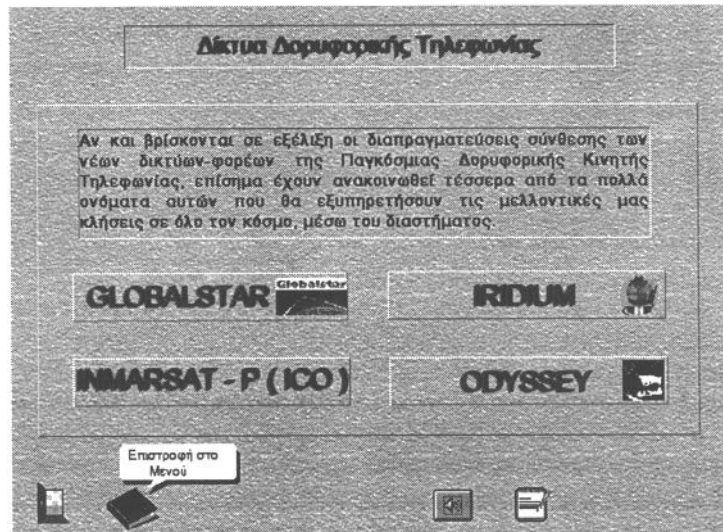 Δίκτυα Δορυφορικής Τηλεφωνίας
Αν και βρίσκονται σε εξέλιξη οι διαπραγματεύσεις σύνθεσης των
νέων δικτύων-φορέων της Παγκόσμιας Δορυφορικής Κινητής
Τηλεφωνίας, επίσημα έχουν ανακοινωθεί τέσσερα από τα πολλά
ονόματα αυτών που θα εξυπηρετήσουν τις μελλοντικές μας
κλήσεις σε όλο τον κόσμο, μέσω του διαστήματος.
GLOBALSTAR Globalstar
IRIDIUM
INMARSAT - P ( ICO )
ODYSSEY
Επιστροφή στο
Μενού